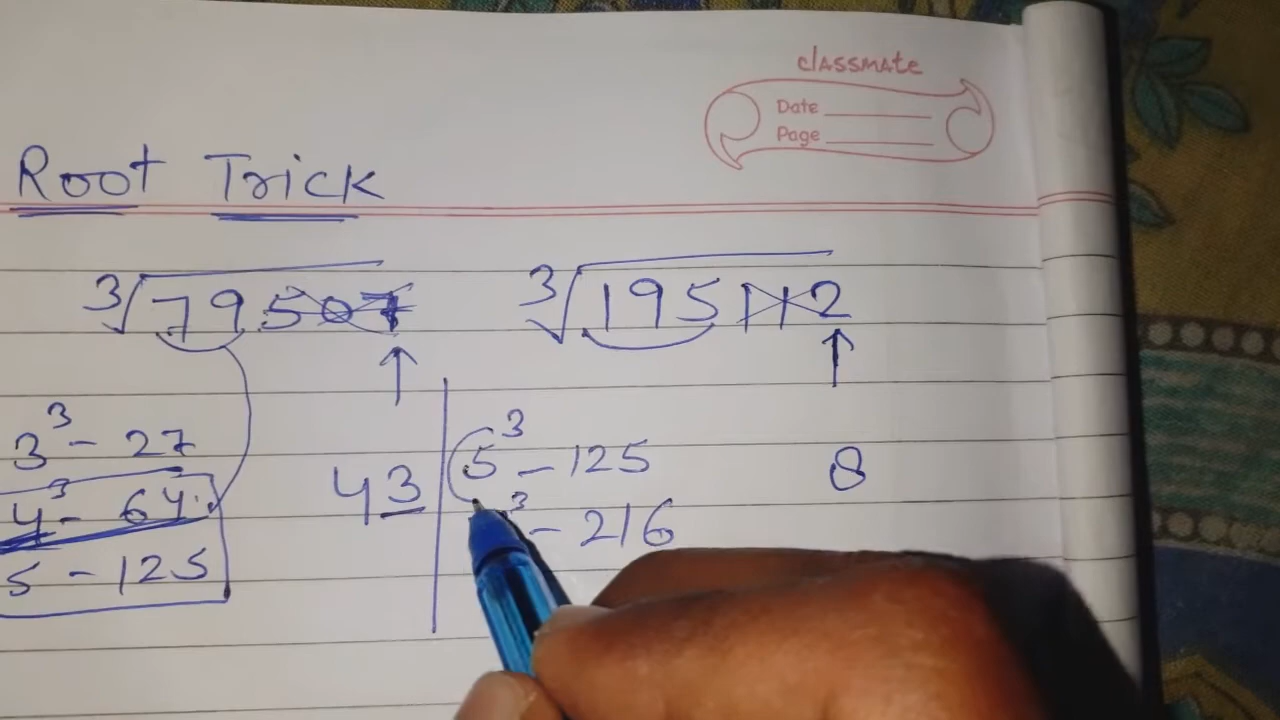 classmate
Date
Page
Root Trick
3√79507
3√195112
3³ - 27
4³ - 64
5 - 125
43
5³ - 125
³ - 216
8